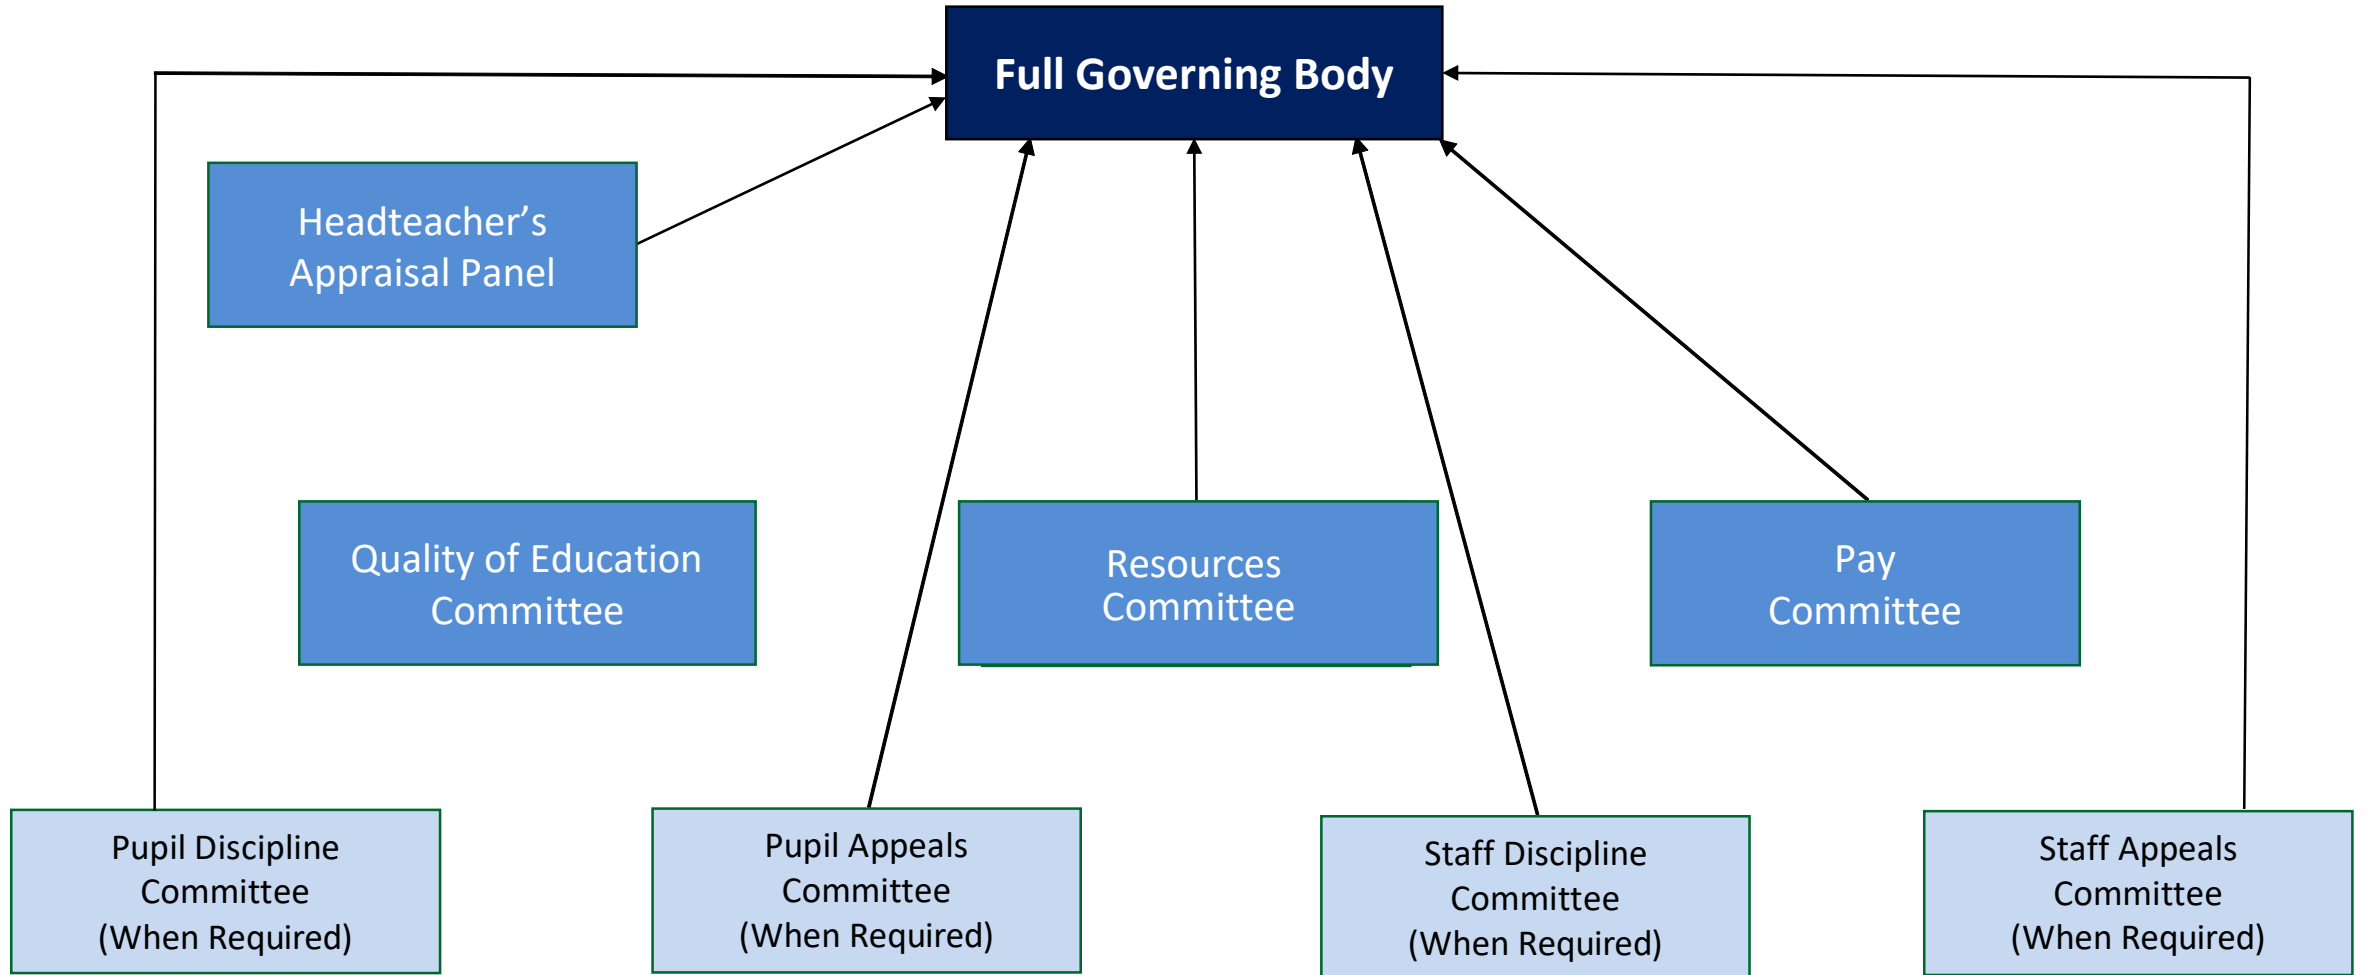 Full Governing Body
Headteacher’s
Appraisal Panel
Quality of Education
Committee
Resources
Committee
Pay
Committee
Pupil Discipline
Committee
(When Required)
Pupil Appeals
Committee
(When Required)
Staff Discipline
Committee
(When Required)
Staff Appeals
Committee
(When Required)